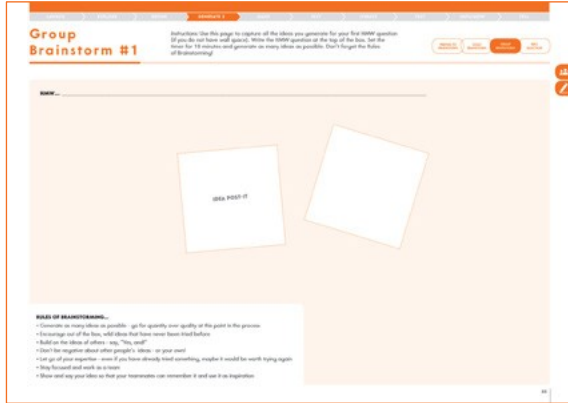 GENERATE 2
Group
Brainstorm #1
Instructions: Use this page to capture all the ideas you generate for your first HMW question
(if you do not have wall space). Write the HMW question at the top of the box. Set the
timer for 10 minutes and generate as many ideas as possible. Don't forget the Rules
of Brainstorming!
HMW...
IDEA POST-IT
RULES OF BRAINSTORMING...
• Generate as many ideas as possible - go for quantity over quality at this point in the process
• Encourage out of the box, wild ideas that have never been tried before
• Build on the ideas of others - say, "Yes, and!"
• Don't be negative about other people's ideas - or your own!
• Let go of your expertise - even if you have already tried something, maybe it would be worth trying again
• Stay focused and work as a team
• Show and say your idea so that your teammates can remember it and use it as inspiration